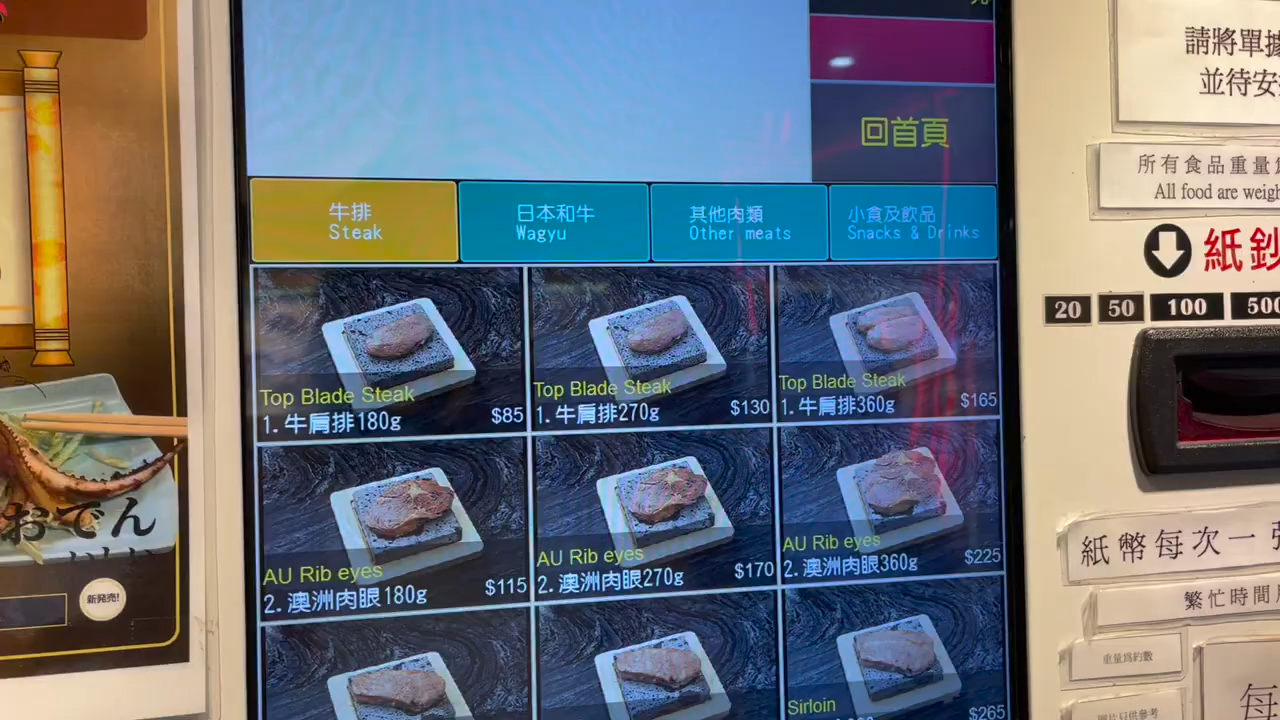 回首頁
牛排
Steak
日本和牛
Wagyu
其他肉類
Other meats
小食及飲品
Snacks & Drinks
Top Blade Steak
1. 牛肩排180g
$85
Top Blade Steak
1. 牛肩排270g
$130
Top Blade Steak
1. 牛肩排360g
$165
AU Rib eyes
2. 澳洲肉眼180g
$115
AU Rib eyes
2. 澳洲肉眼270g
$170
AU Rib eyes
2. 澳洲肉眼360g
$225
Sirloin
$265
おでん
新発売!
請將單據
並待安
所有食品重量
All food are weigh
紙鈔
20
50
100
500
紙幣每次一張
繁忙時間
重量為約數
每